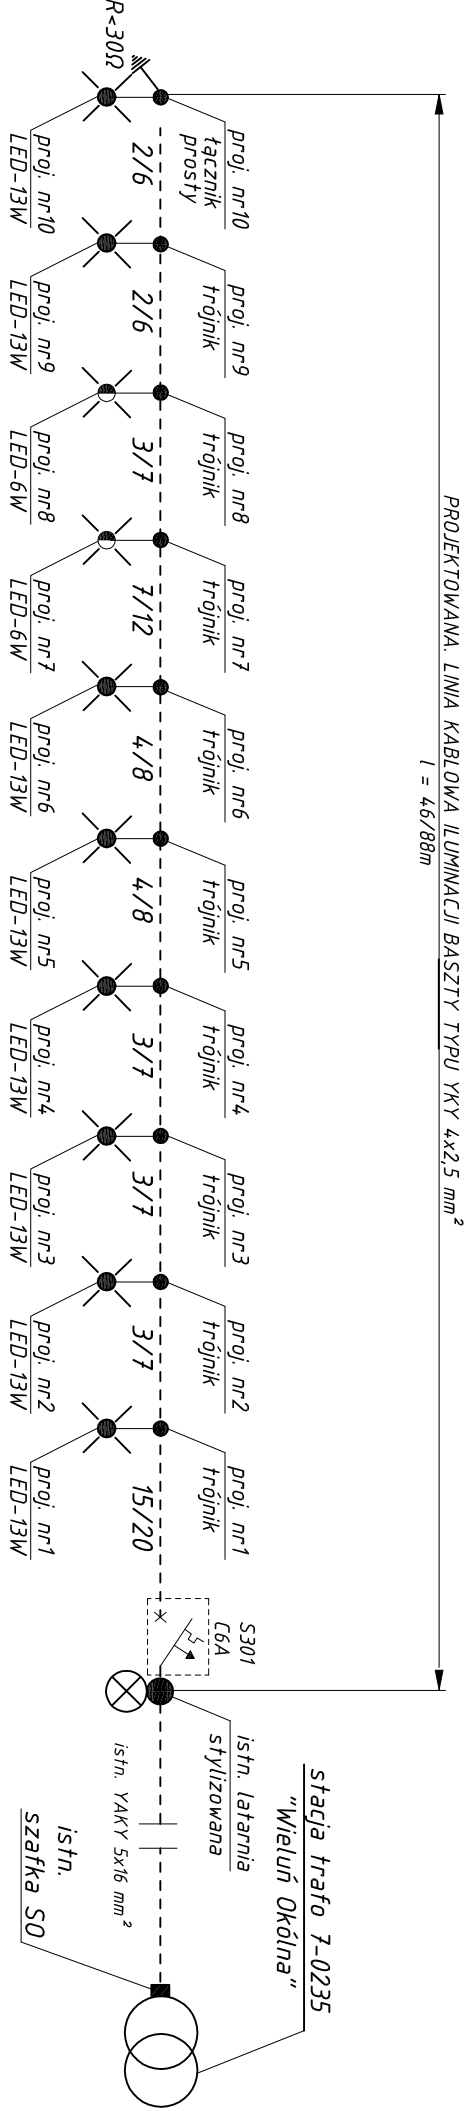 PROJEKTOWANA LINIA KABLOWA ILUMINACJI BASZTY TYPU YKY 4x2,5 mm²
l = 46/88m
R<30Ω
proj. nr10
łącznik
prosty
proj. nr9
trójnik
proj. nr8
trójnik
proj. nr7
trójnik
proj. nr6
trójnik
proj. nr5
trójnik
proj. nr4
trójnik
proj. nr3
trójnik
proj. nr2
trójnik
proj. nr1
trójnik
2/6
2/6
3/7
7/12
4/8
4/8
3/7
3/7
3/7
15/20
proj. nr10
LED-13W
proj. nr9
LED-13W
proj. nr8
LED-6W
proj. nr7
LED-6W
proj. nr6
LED-13W
proj. nr5
LED-13W
proj. nr4
LED-13W
proj. nr3
LED-13W
proj. nr2
LED-13W
proj. nr1
LED-13W
S301
C6A
istn. latarnia
stylizowana
istn. YAKY 5x16 mm²
stacja trafo 7-0235
"Wieluń Okólna"
istn.
szafka SO